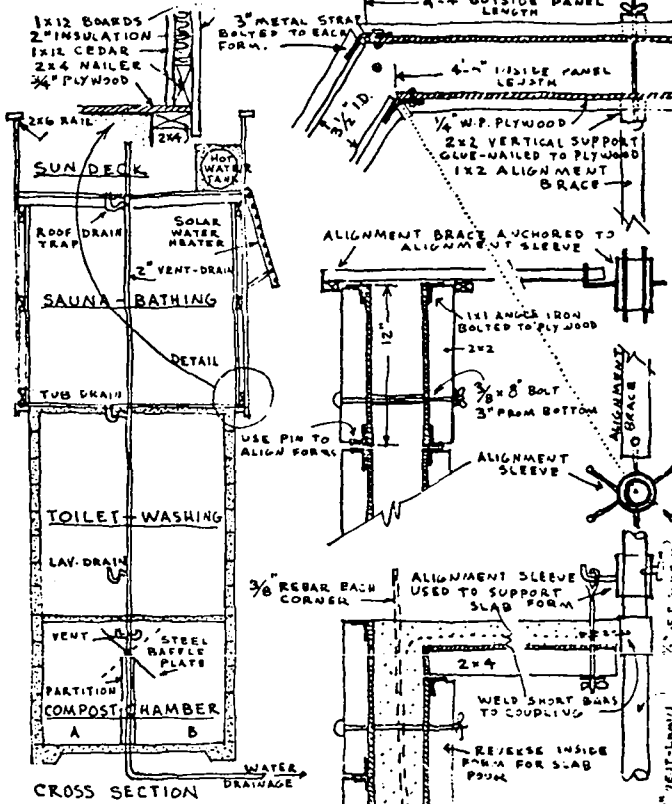 1x12 BOARDS
2" INSULATION
1x12 CEDAR
2x4 NAILER
3/4" PLYWOOD
2x4
2x6 RAIL
SUN DECK
HOT
WATER
TANK
ROOF DRAIN
TRAP
SOLAR
WATER
HEATER
2" VENT-DRAIN
SAUNA-BATHING
DETAIL
TUB DRAIN
TOILET-WASHING
LAV-DRAIN
VENT
STEEL
BAFFLE
PLATE
PARTITION
COMPOST CHAMBER
A B
WATER
DRAINAGE
CROSS SECTION
3" METAL STRAP
BOLTED TO EACH
FORM.
OUTSIDE PANEL
LENGTH
INSIDE PANEL
LENGTH
3 1/2" I.D.
1/4" W.P. PLYWOOD
2x2 VERTICAL SUPPORT
GLUE-NAILED TO PLYWOOD
1x2 ALIGNMENT
BRACE
ALIGNMENT BRACE ANCHORED TO
ALIGNMENT SLEEVE
12"
1x1 ANGLE IRON
BOLTED TO PLYWOOD
2x2
3/8 x 8" BOLT
3" FROM BOTTOM
USE PIN TO
ALIGN FORMS
ALIGNMENT
BRACE
ALIGNMENT
SLEEVE
3/8" REBAR EACH
CORNER
ALIGNMENT SLEEVE
USED TO SUPPORT
SLAB FORM
2x4
WELD SHORT BARS
TO COUPLING
REVERSE INSIDE
FORM FOR SLAB
POUR